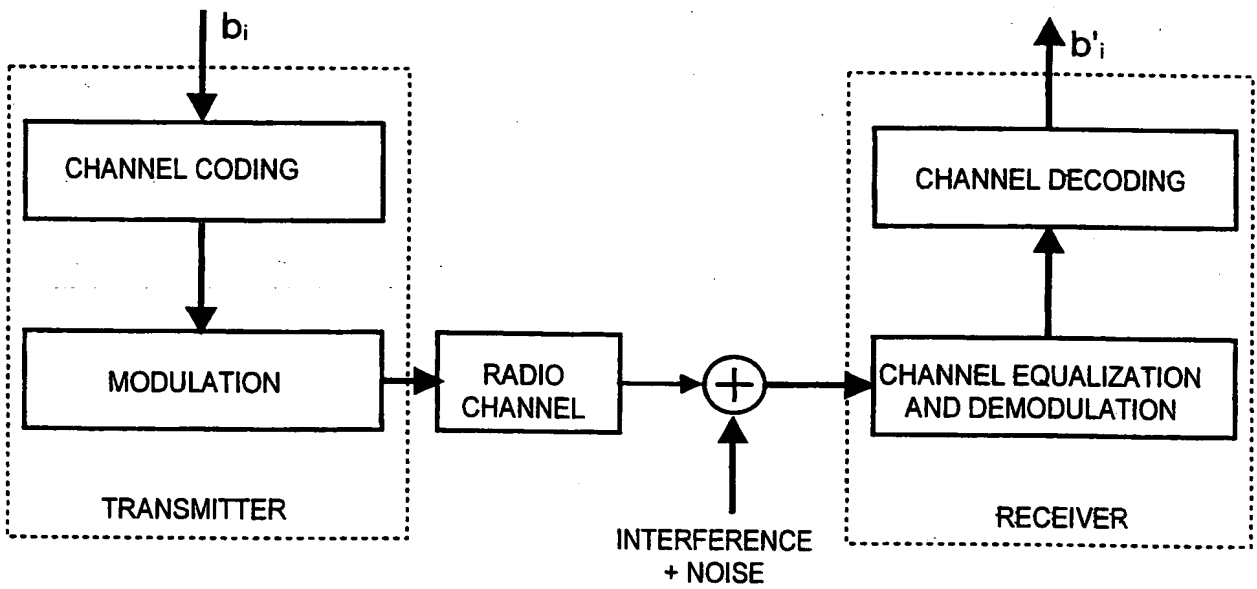 bi
b'i
CHANNEL CODING
CHANNEL DECODING
MODULATION
RADIO
CHANNEL
+
CHANNEL EQUALIZATION
AND DEMODULATION
TRANSMITTER
RECEIVER
INTERFERENCE
+ NOISE